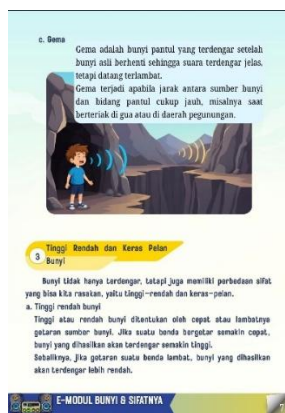 c. Gema
Gema adalah bunyi pantul yang terdengar setelah
bunyi asli berhenti sehingga suara terdengar jelas,
tetapi datang terlambat.
Gema terjadi apabila jarak antara sumber bunyi
dan bidang pantul cukup jauh, misalnya saat
berteriak di gua atau di daerah pegunungan.
3
Tinggi Rendah dan Keras Pelan
Bunyi
Bunyi tidak hanya terdengar, tetapi juga memiliki perbedaan sifat
yang bisa kita rasakan, yaitu tinggi-rendah dan keras-pelan.
a. Tinggi rendah bunyi
Tinggi atau rendah bunyi ditentukan oleh cepat atau lambatnya
getaran sumber bunyi. Jika suatu benda bergetar semakin cepat,
bunyi yang dihasilkan akan terdengar semakin tinggi.
Sebaliknya, jika getaran suatu benda lambat, bunyi yang dihasilkan
akan terdengar lebih rendah.
E-MODUL BUNYI & SIFATNYA